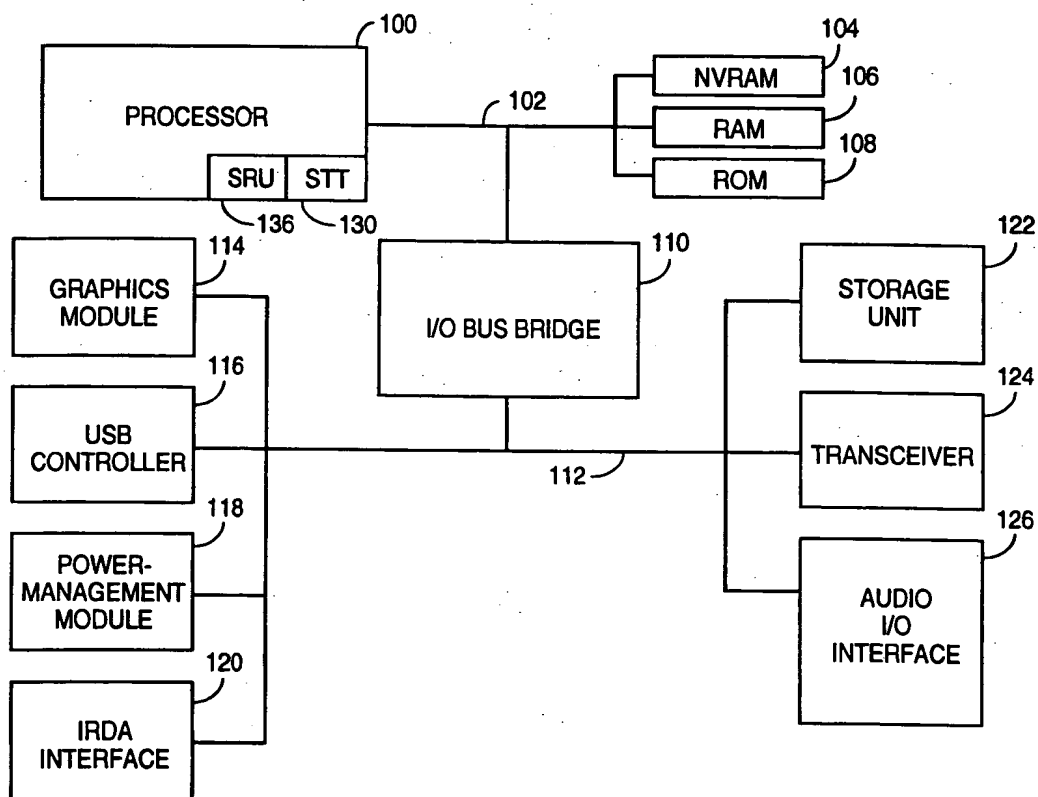 100
PROCESSOR
SRU STT
136 130
102
104
NVRAM
106
RAM
108
ROM
110
I/O BUS BRIDGE
112
114
GRAPHICS
MODULE
116
USB
CONTROLLER
118
POWER-
MANAGEMENT
MODULE
120
IRDA
INTERFACE
122
STORAGE
UNIT
124
TRANSCEIVER
126
AUDIO
I/O
INTERFACE